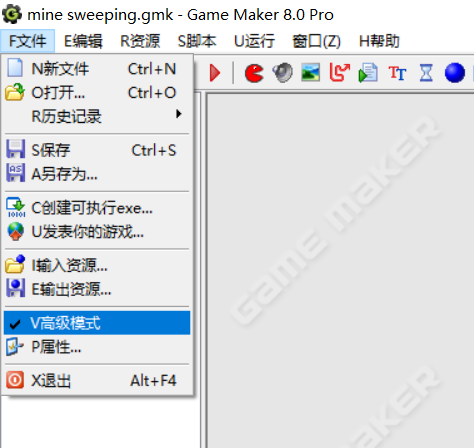 mine sweeping.gmk - Game Maker 8.0 Pro
F文件 E编辑 R资源 S脚本 U运行 窗口(Z) H帮助
N新文件 Ctrl+N
O打开... Ctrl+O
R历史记录
S保存 Ctrl+S
A另存为...
C创建可执行exe...
U发表你的游戏...
I输入资源...
E输出资源...
V高级模式
P属性...
X退出 Alt+F4
GAME MAKER
GAME MAKER